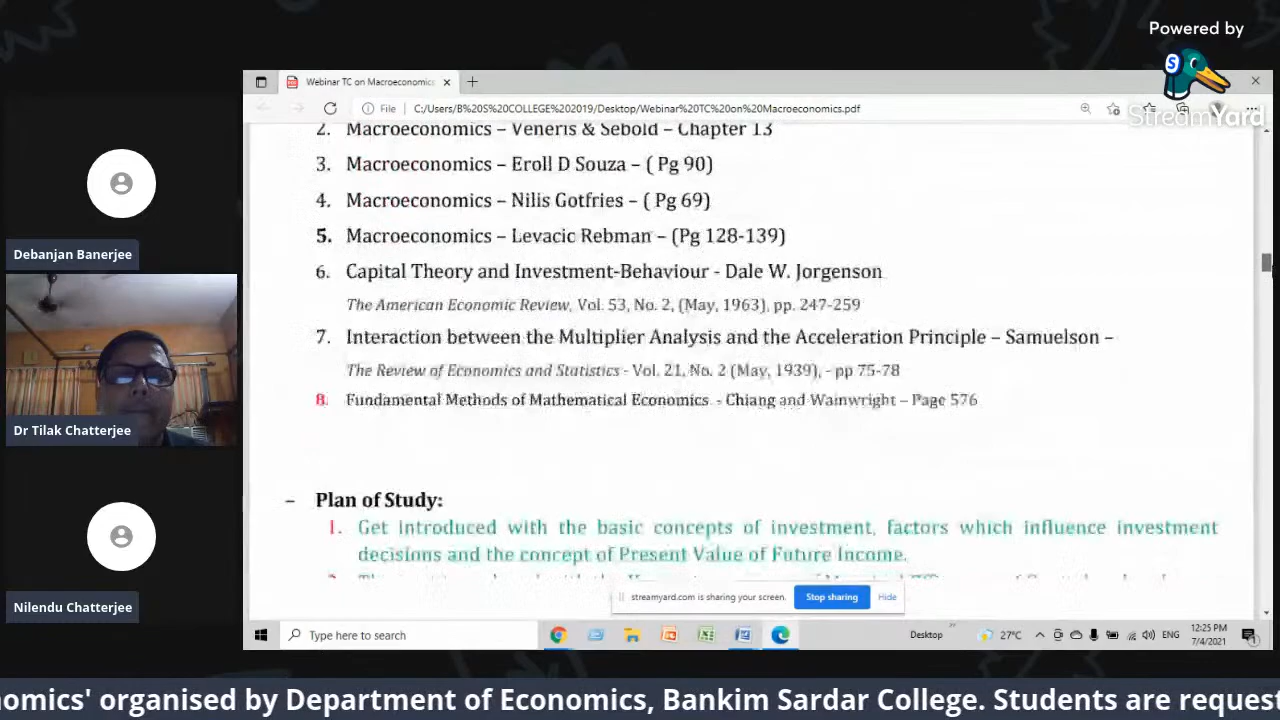 Powered by
StreamYard
Webinar TC on Macroeconomics
File
C:/Users/B%20S%20COLLEGE%202019/Desktop/Webinar%20TC%20on%20Macroeconomics.pdf
2. Macroeconomics – Veneris & Sebold – Chapter 13
3. Macroeconomics – Eroll D Souza – ( Pg 90)
4. Macroeconomics – Nilis Gotfries – ( Pg 69)
5. Macroeconomics – Levacic Rebman – (Pg 128-139)
6. Capital Theory and Investment-Behaviour - Dale W. Jorgenson
The American Economic Review, Vol. 53, No. 2, (May, 1963), pp. 247-259
7. Interaction between the Multiplier Analysis and the Acceleration Principle – Samuelson –
The Review of Economics and Statistics - Vol. 21, No. 2 (May, 1939), - pp 75-78
8. Fundamental Methods of Mathematical Economics - Chiang and Wainwright – Page 576
– Plan of Study:
1. Get introduced with the basic concepts of investment, factors which influence investment
decisions and the concept of Present Value of Future Income.
streamyard.com is sharing your screen.
Stop sharing
Hide
Type here to search
Desktop
27°C
ENG
12:25 PM
7/4/2021
Debanjan Banerjee
Dr Tilak Chatterjee
Nilendu Chatterjee
nomics' organised by Department of Economics, Bankim Sardar College. Students are request